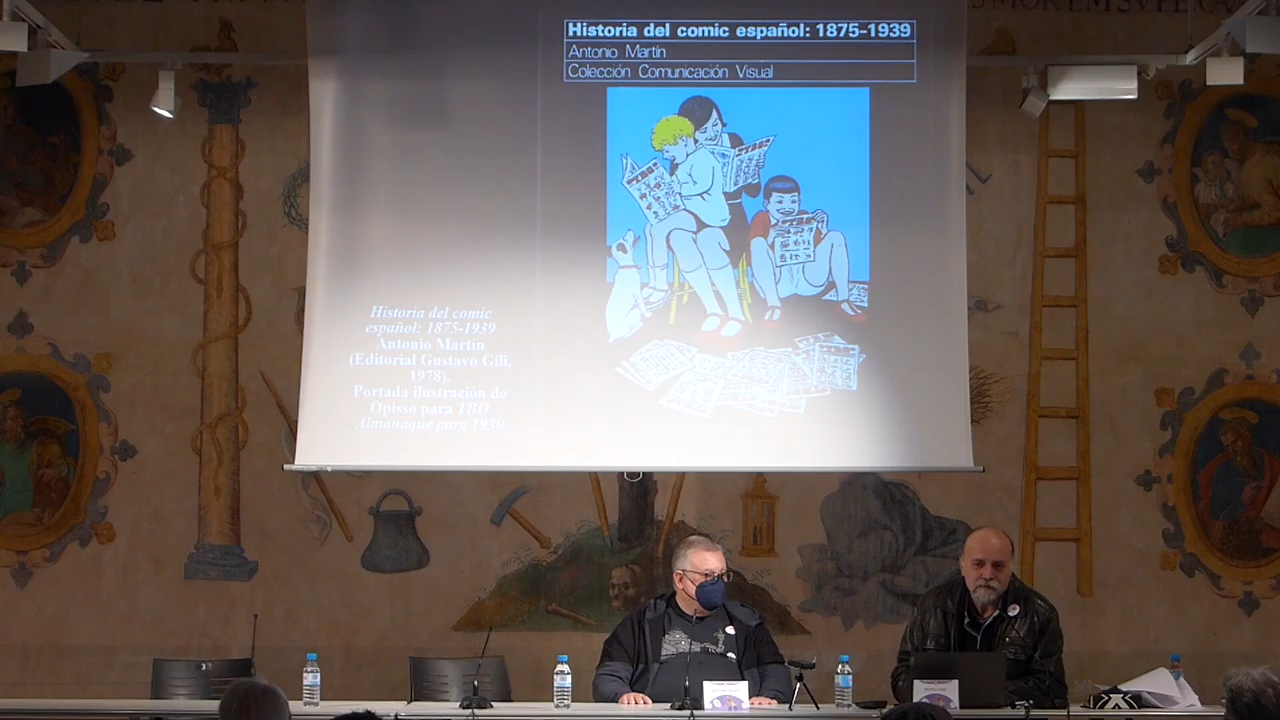 Historia del comic español: 1875-1939
Antonio Martín
Colección Comunicación Visual
Historia del comic
español: 1875-1939
Antonio Martín
(Editorial Gustavo Gili,
1978).
Portada ilustración de
Opisso para TBO
Almanaque para 1930